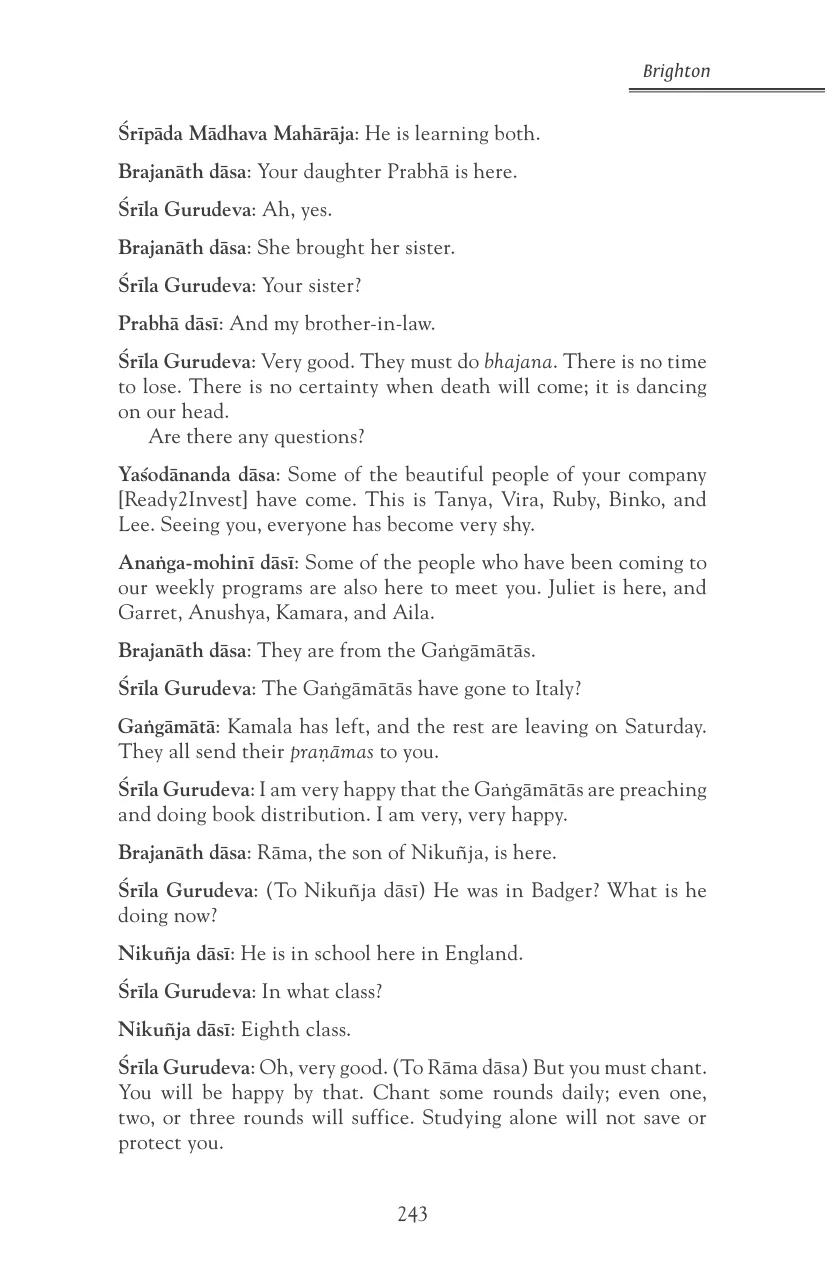 Brighton
Śrīpāda Mādhava Mahārāja: He is learning both.
Brajanāth dāsa: Your daughter Prabhā is here.
Śrīla Gurudeva: Ah, yes.
Brajanāth dāsa: She brought her sister.
Śrīla Gurudeva: Your sister?
Prabhā dāsī: And my brother-in-law.
Śrīla Gurudeva: Very good. They must do bhajana. There is no time
to lose. There is no certainty when death will come; it is dancing
on our head.
Are there any questions?
Yaśodānanda dāsa: Some of the beautiful people of your company
[Ready2Invest] have come. This is Tanya, Vira, Ruby, Binko, and
Lee. Seeing you, everyone has become very shy.
Anaṅga-mohinī dāsī: Some of the people who have been coming to
our weekly programs are also here to meet you. Juliet is here, and
Garret, Anushya, Kamara, and Aila.
Brajanāth dāsa: They are from the Gaṅgāmātās.
Śrīla Gurudeva: The Gaṅgāmātās have gone to Italy?
Gaṅgāmātā: Kamala has left, and the rest are leaving on Saturday.
They all send their praṇāmas to you.
Śrīla Gurudeva: I am very happy that the Gaṅgāmātās are preaching
and doing book distribution. I am very, very happy.
Brajanāth dāsa: Rāma, the son of Nikuñja, is here.
Śrīla Gurudeva: (To Nikuñja dāsī) He was in Badger? What is he
doing now?
Nikuñja dāsī: He is in school here in England.
Śrīla Gurudeva: In what class?
Nikuñja dāsī: Eighth class.
Śrīla Gurudeva: Oh, very good. (To Rāma dāsa) But you must chant.
You will be happy by that. Chant some rounds daily; even one,
two, or three rounds will suffice. Studying alone will not save or
protect you.
243